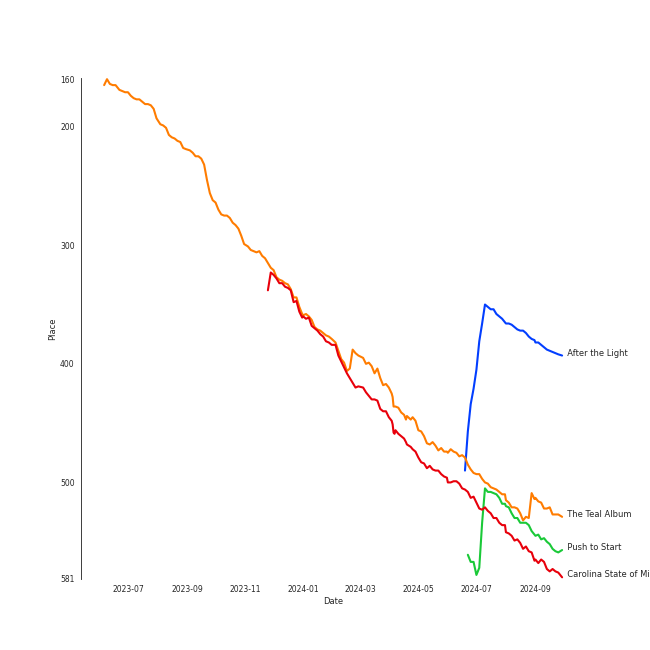 160
200
300
400
500
581
Place
2023-07
2023-09
2023-11
2024-01
2024-03
2024-05
2024-07
2024-09
Date
After the Light
The Teal Album
Push to Start
Carolina State of Mi